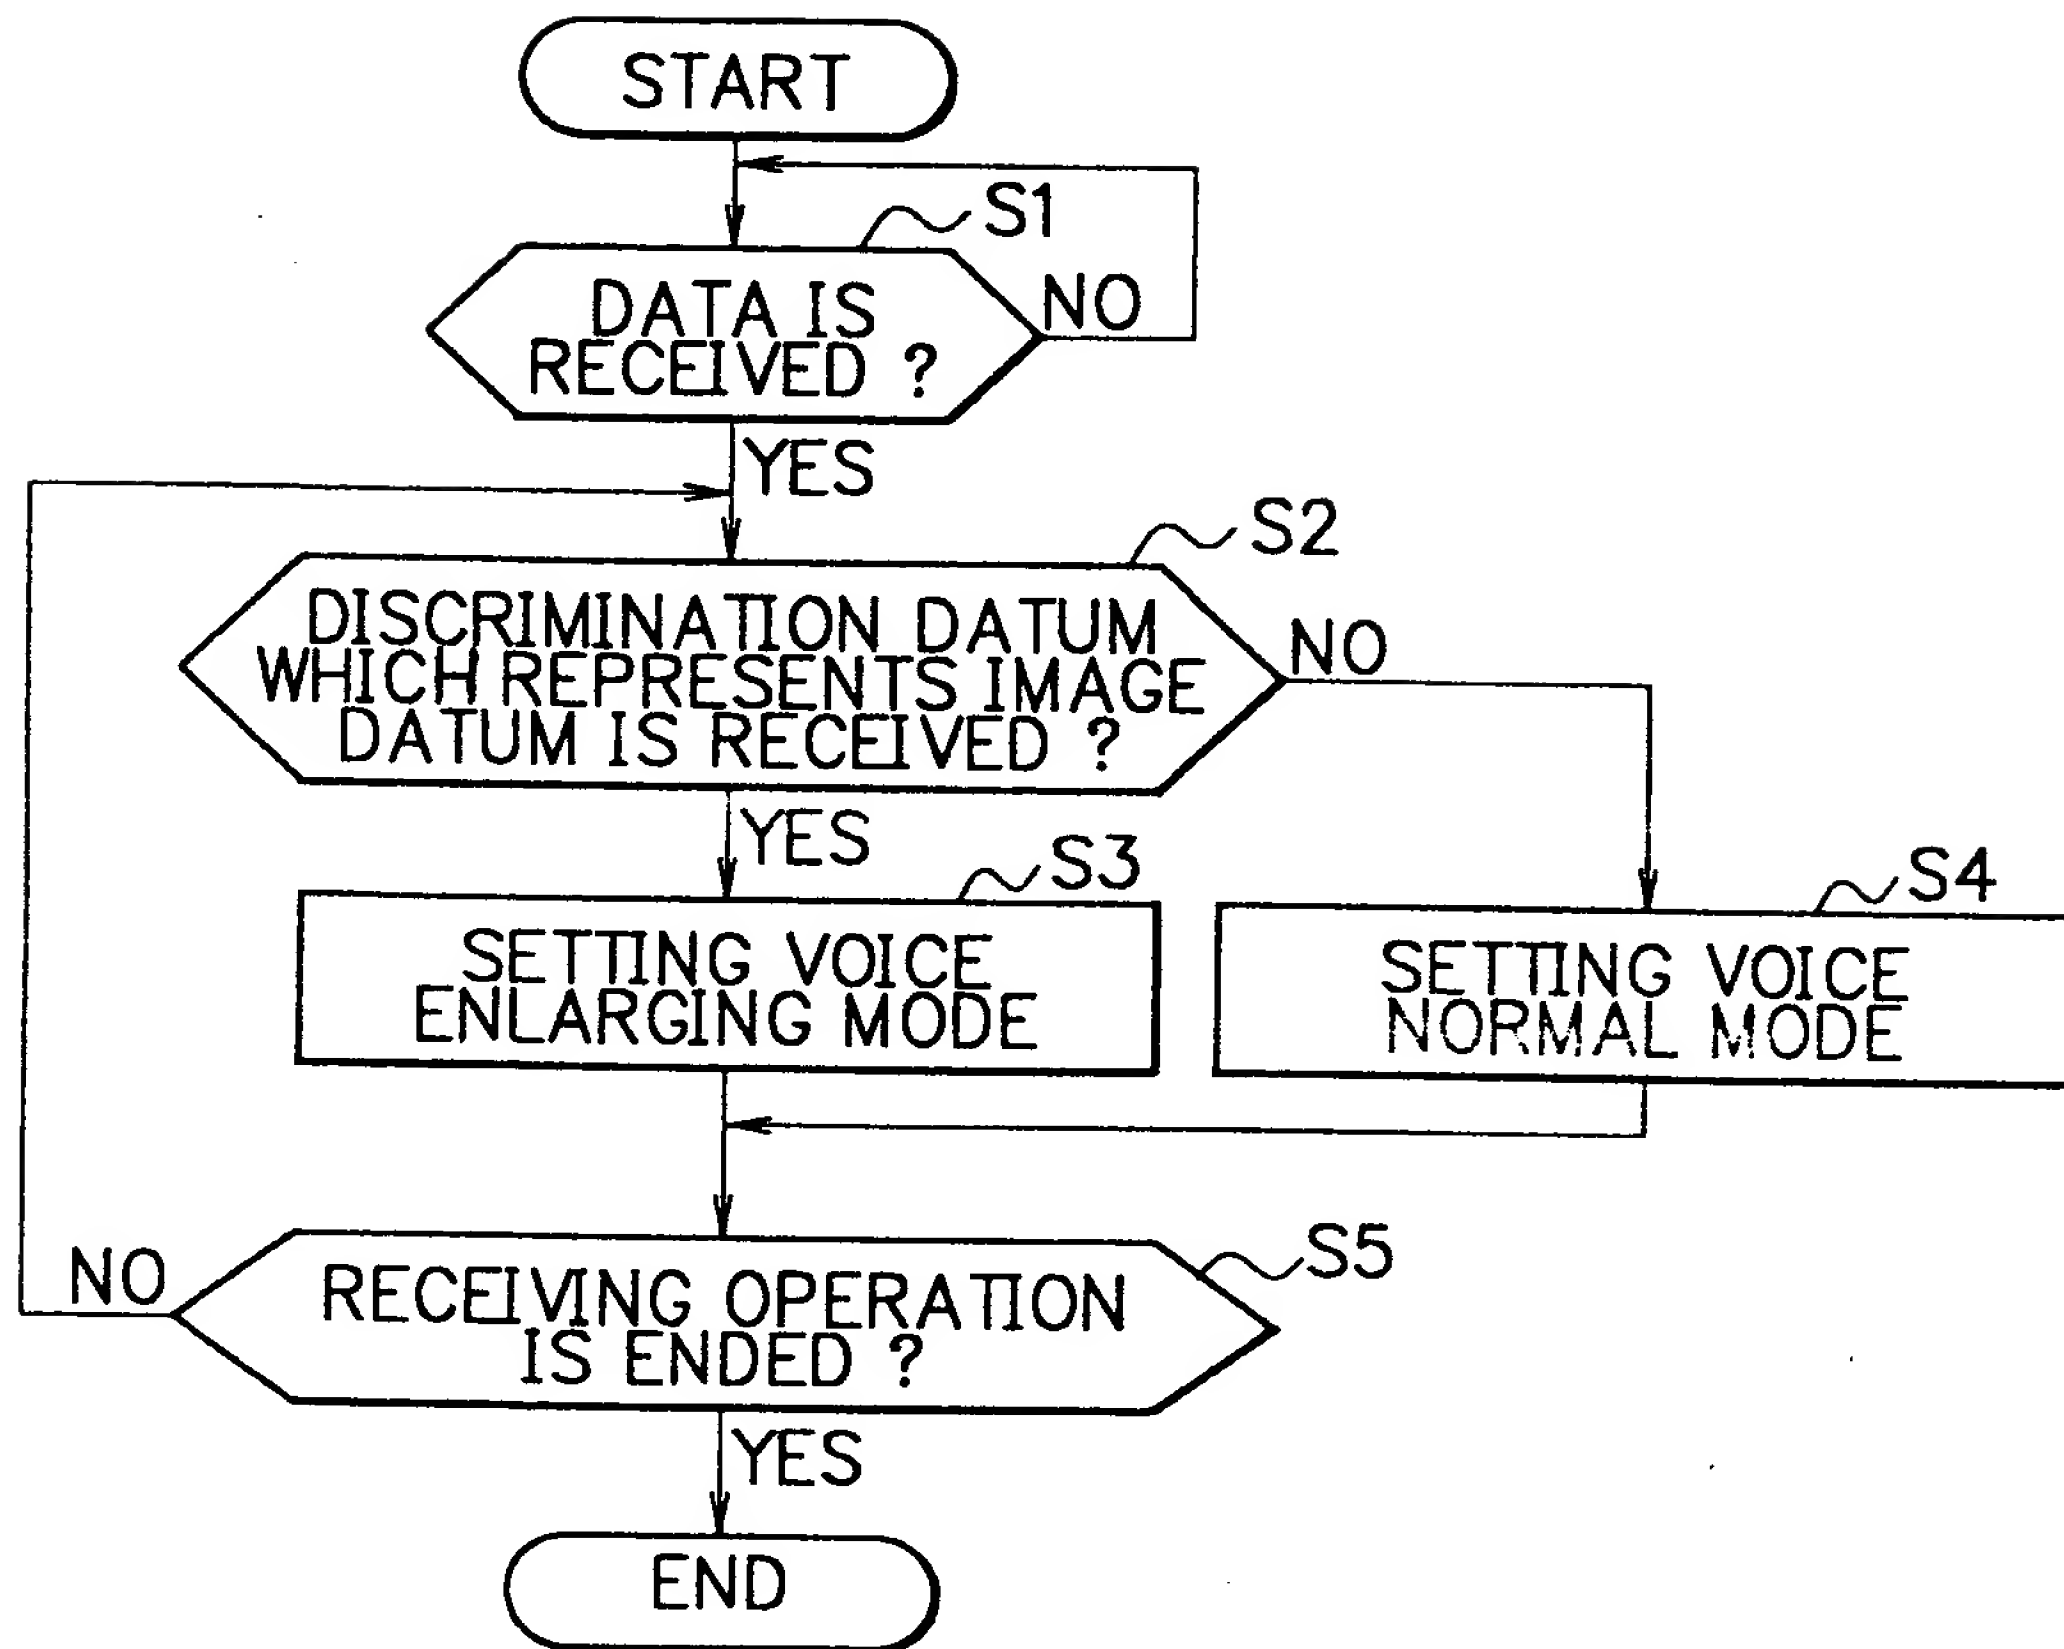 START
S1
DATA IS
RECEIVED ?
NO
YES
S2
DISCRIMINATION DATUM
WHICH REPRESENTS IMAGE
DATUM IS RECEIVED ?
NO
YES
S3
S4
SETTING VOICE
ENLARGING MODE
SETTING VOICE
NORMAL MODE
S5
NO
RECEIVING OPERATION
IS ENDED ?
YES
END